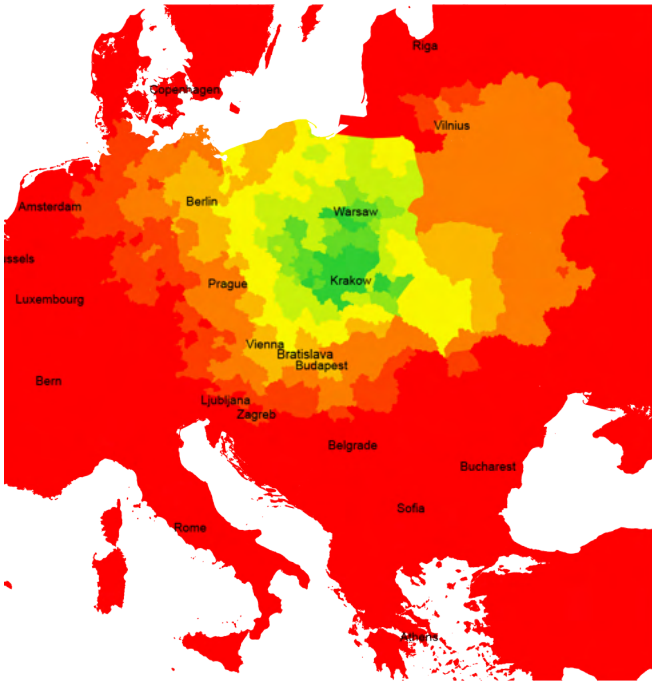 Riga
Copenhagen
Vilnius
Berlin
Amsterdam
Warsaw
ussels
Krakow
Prague
Luxembourg
Vienna
Bratislava
Budapest
Bern
Ljubljana
Zagreb
Belgrade
Bucharest
Sofia
Rome
Athens